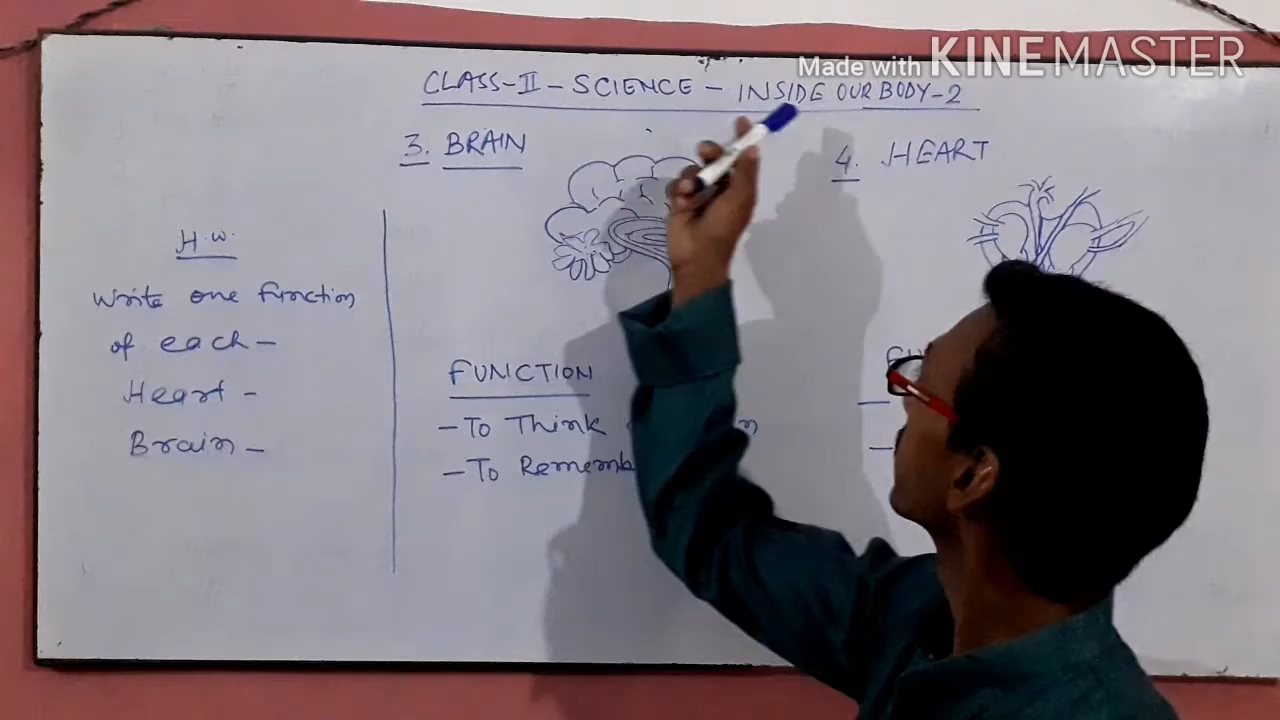 Made with KINEMASTER
CLASS-II - SCIENCE - INSIDE OUR BODY-2
3. BRAIN
4. HEART
H.W.
Write one function
of each -
Heart -
Brain -
FUNCTION
- To Think
- To Rememb